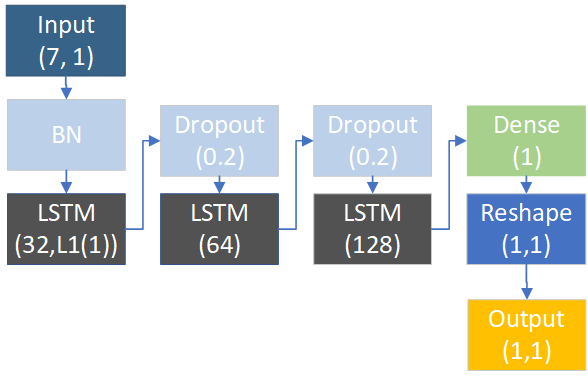 Input
(7, 1)
BN
LSTM
(32,L1(1))
Dropout
(0.2)
LSTM
(64)
Dropout
(0.2)
LSTM
(128)
Dense
(1)
Reshape
(1,1)
Output
(1,1)